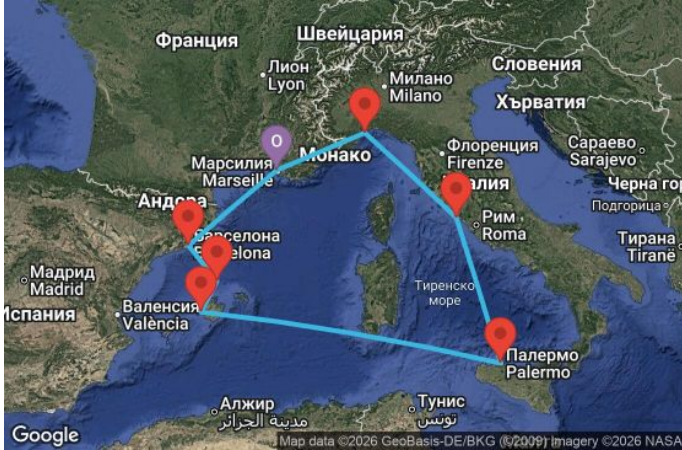 Франция
Швейцария
Лион
Lyon
Милано
Milano
Словения
Хърватия
Марсилия
Marseille
O
Монако
Флоренция
Firenze
Сараево
Sarajevo
Андора
Черна гор
Подгорица
Рим
Roma
Тирана
Tiranë
Мадрид
Madrid
Испания
Валенсия
València
Тиренско
море
Палермо
Palermo
Алжир
مدينة الجزائر
Тунис
تونس
Google
Map data ©2026 GeoBasis-DE/BKG (©2009) Imagery ©2026 NASA